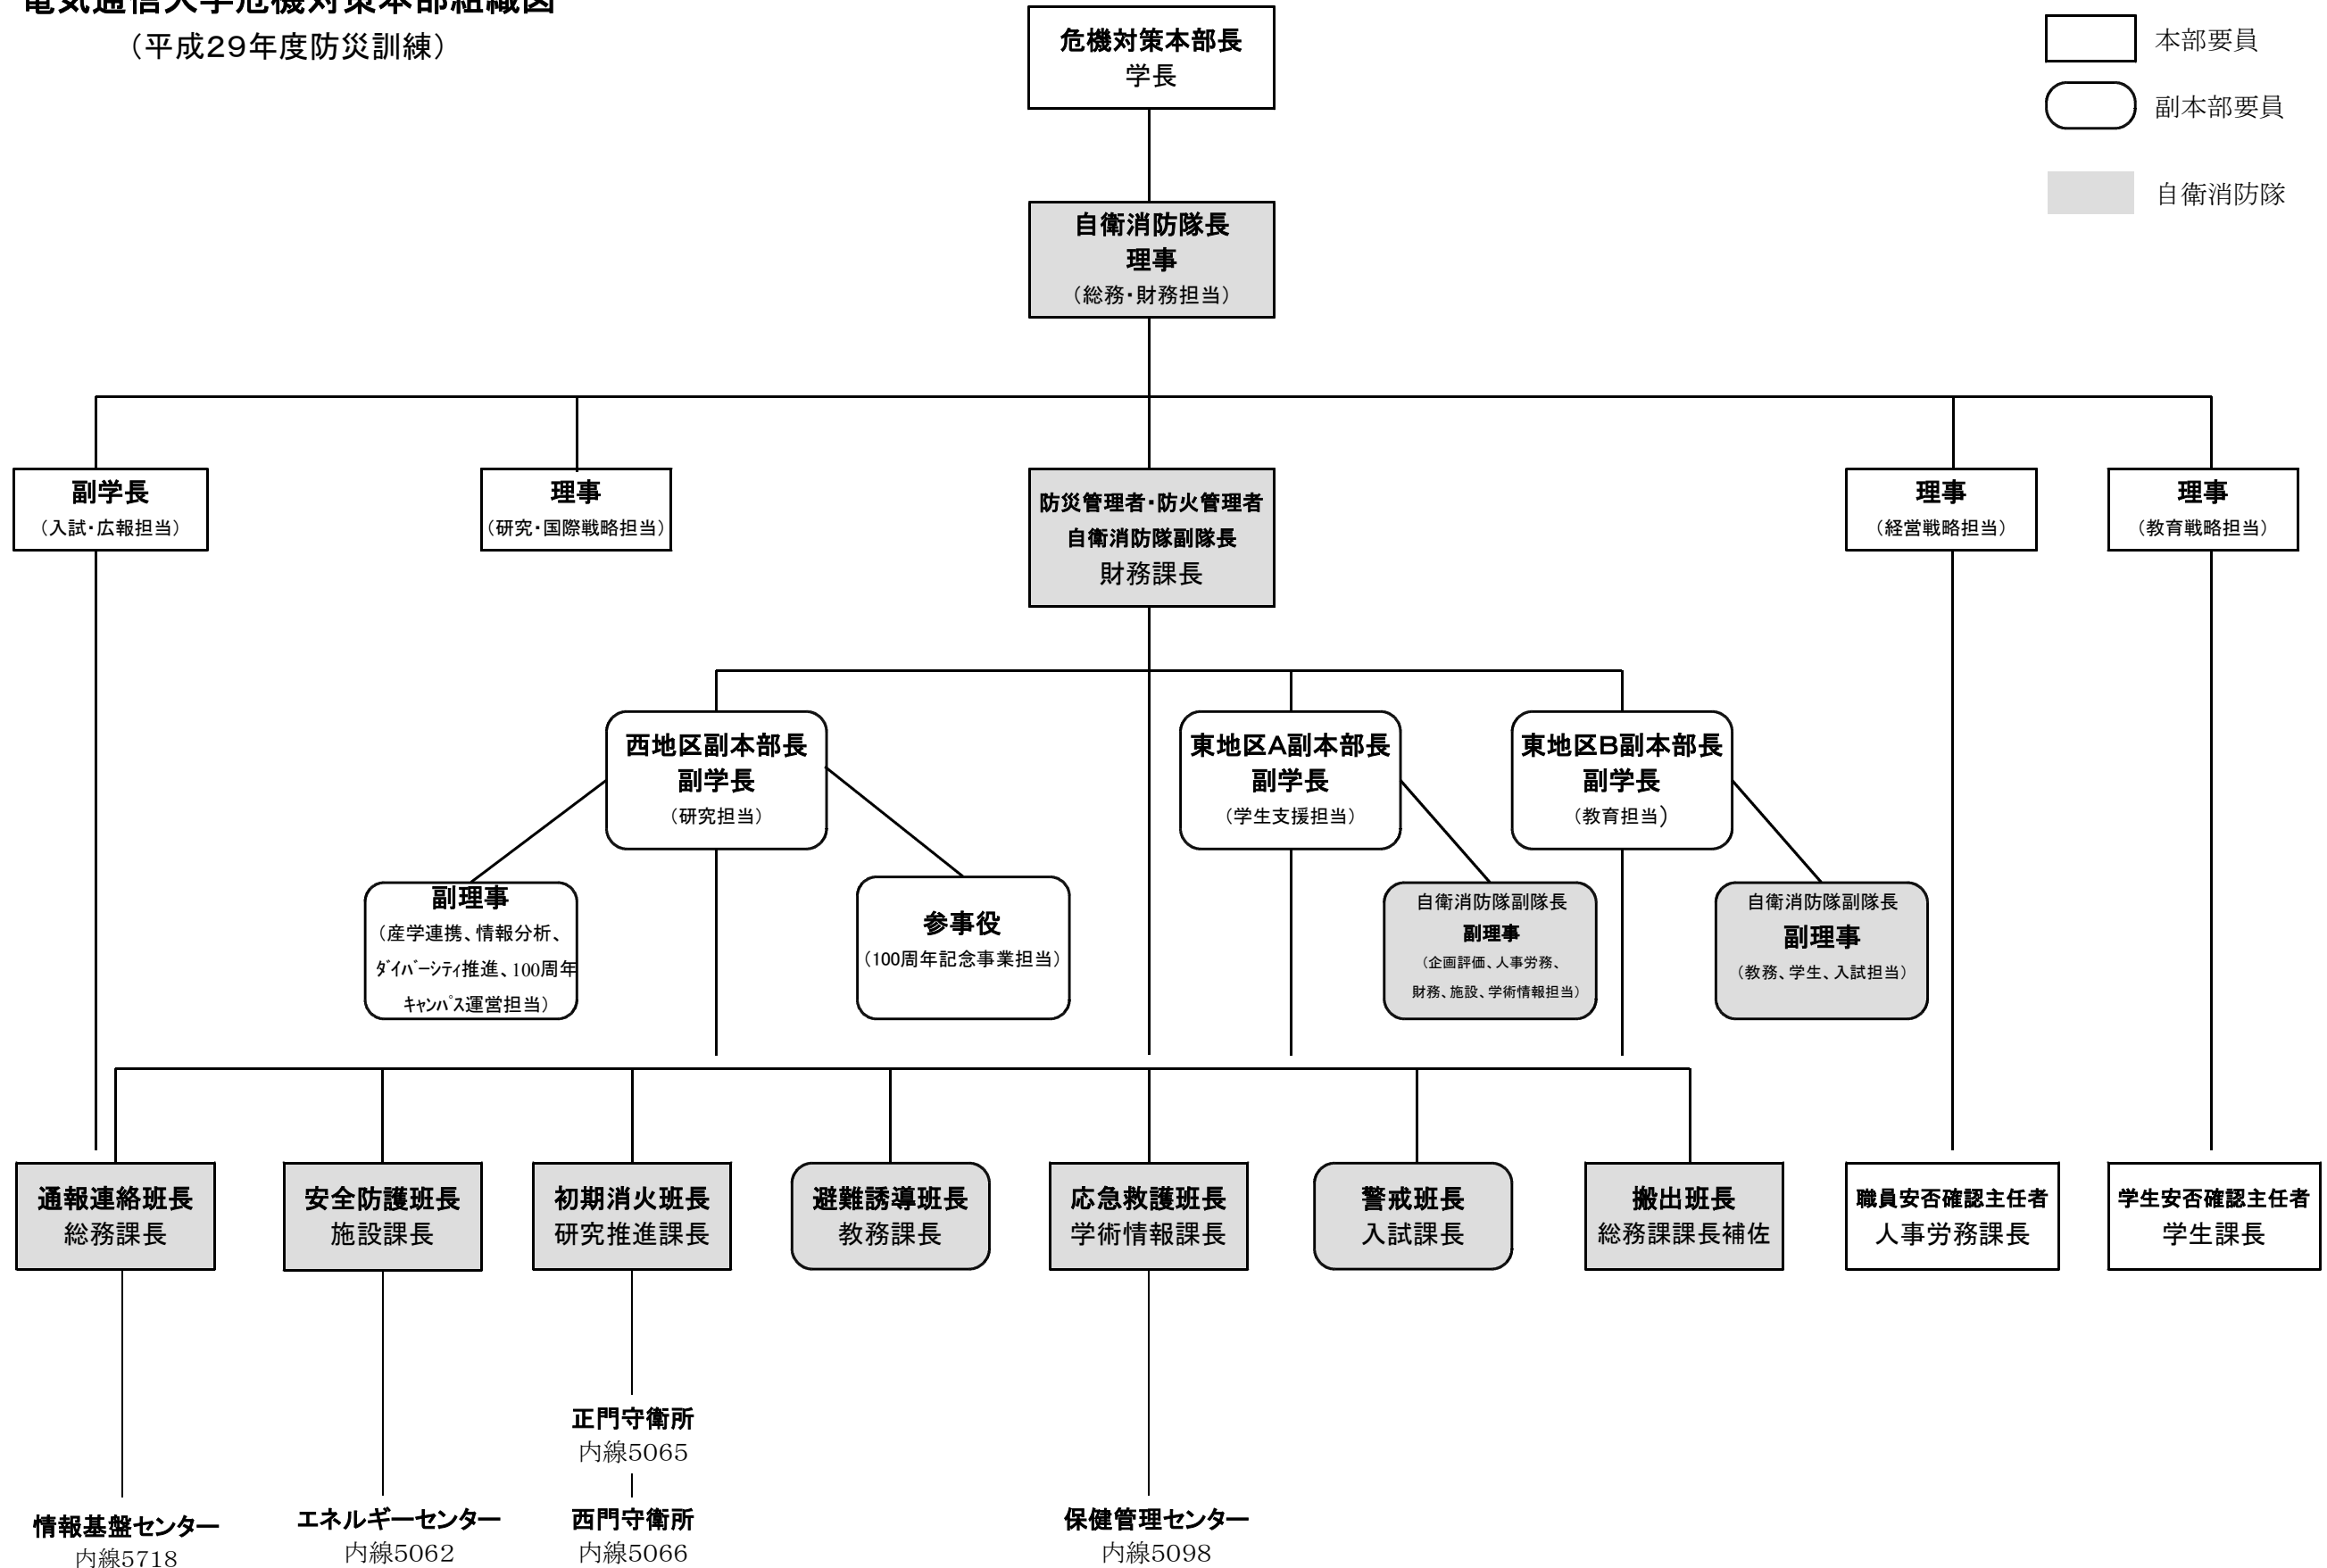 電気通信大学危機対策本部組織図
（平成29年度防災訓練）
本部要員
副本部要員
自衛消防隊
危機対策本部長
学長
自衛消防隊長
理事
（総務・財務担当）
副学長
（入試・広報担当）
理事
（研究・国際戦略担当）
防災管理者・防火管理者
自衛消防隊副隊長
財務課長
理事
（経営戦略担当）
理事
（教育戦略担当）
西地区副本部長
副学長
（研究担当）
東地区A副本部長
副学長
（学生支援担当）
東地区B副本部長
副学長
（教育担当）
副理事
（産学連携、情報分析、
ﾀﾞｲﾊﾞｰｼﾃｨ推進、100周年
ｷｬﾝﾊﾟｽ運営担当）
参事役
（100周年記念事業担当）
自衛消防隊副隊長
副理事
（企画評価、人事労務、
財務、施設、学術情報担当）
自衛消防隊副隊長
副理事
（教務、学生、入試担当）
通報連絡班長
総務課長
安全防護班長
施設課長
初期消火班長
研究推進課長
避難誘導班長
教務課長
応急救護班長
学術情報課長
警戒班長
入試課長
搬出班長
総務課課長補佐
職員安否確認主任者
人事労務課長
学生安否確認主任者
学生課長
正門守衛所
内線5065
情報基盤センター
内線5718
エネルギーセンター
内線5062
西門守衛所
内線5066
保健管理センター
内線5098